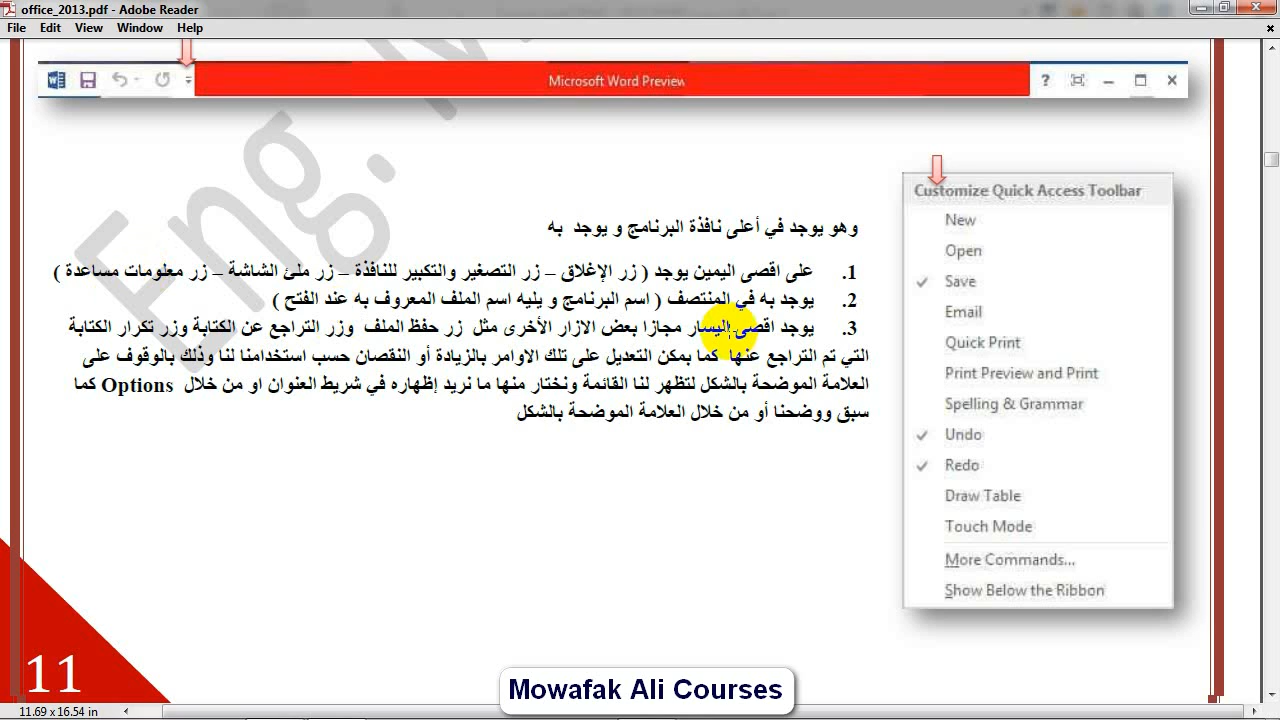 office_2013.pdf - Adobe Reader
File Edit View Window Help
Microsoft Word Preview
وهو يوجد في أعلى نافذة البرنامج و يوجد به
1. على اقصى اليمين يوجد ( زر الإغلاق – زر التصغير والتكبير للنافذة – زر ملئ الشاشة – زر معلومات مساعدة )
2. يوجد به في المنتصف ( اسم البرنامج و يليه اسم الملف المعروف به عند الفتح )
3. يوجد اقصى اليسار مجازا بعض الازار الأخرى مثل زر حفظ الملف وزر التراجع عن الكتابة وزر تكرار الكتابة
التي تم التراجع عنها كما بمكن التعديل على تلك الاوامر بالزيادة أو النقصان حسب استخدامنا لنا وذلك بالوقوف على
العلامة الموضحة بالشكل لتظهر لنا القائمة ونختار منها ما نريد إظهاره في شريط العنوان او من خلال Options كما
سبق ووضحنا أو من خلال العلامة الموضحة بالشكل
Customize Quick Access Toolbar
New
Open
Save
Email
Quick Print
Print Preview and Print
Spelling & Grammar
Undo
Redo
Draw Table
Touch Mode
More Commands...
Show Below the Ribbon
Eng.
11
Mowafak Ali Courses
11.69 x 16.54 in